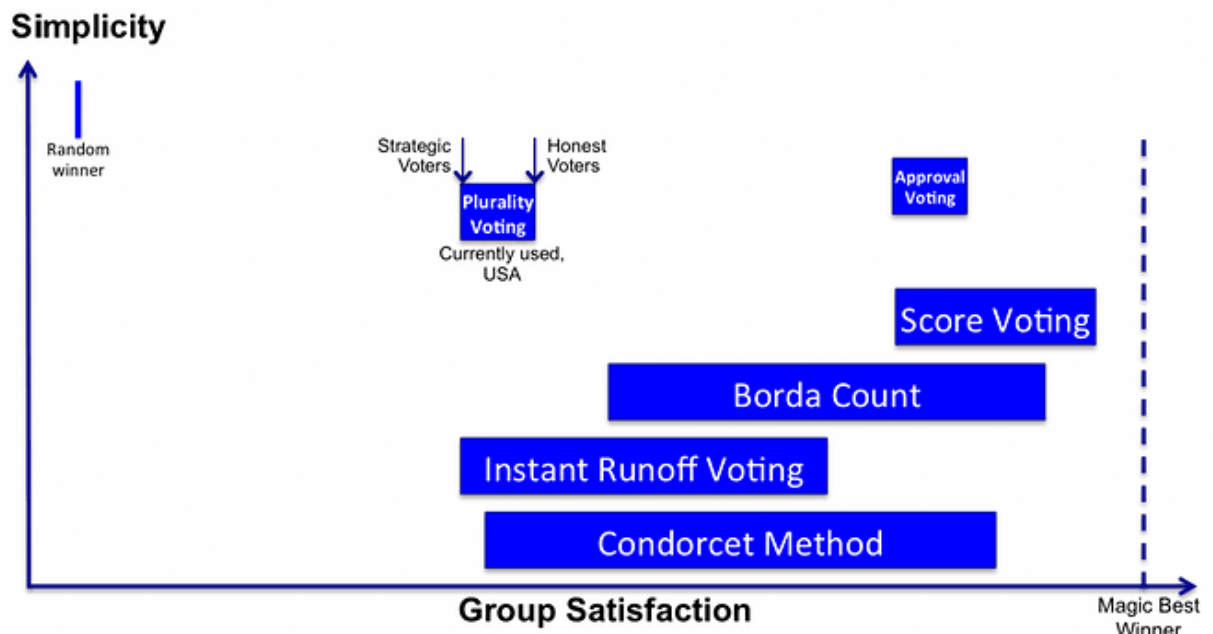 Simplicity
Random
winner
Strategic
Voters
Honest
Voters
Plurality
Voting
Currently used,
USA
Approval
Voting
Score Voting
Borda Count
Instant Runoff Voting
Condorcet Method
Group Satisfaction
Magic Best
Winner